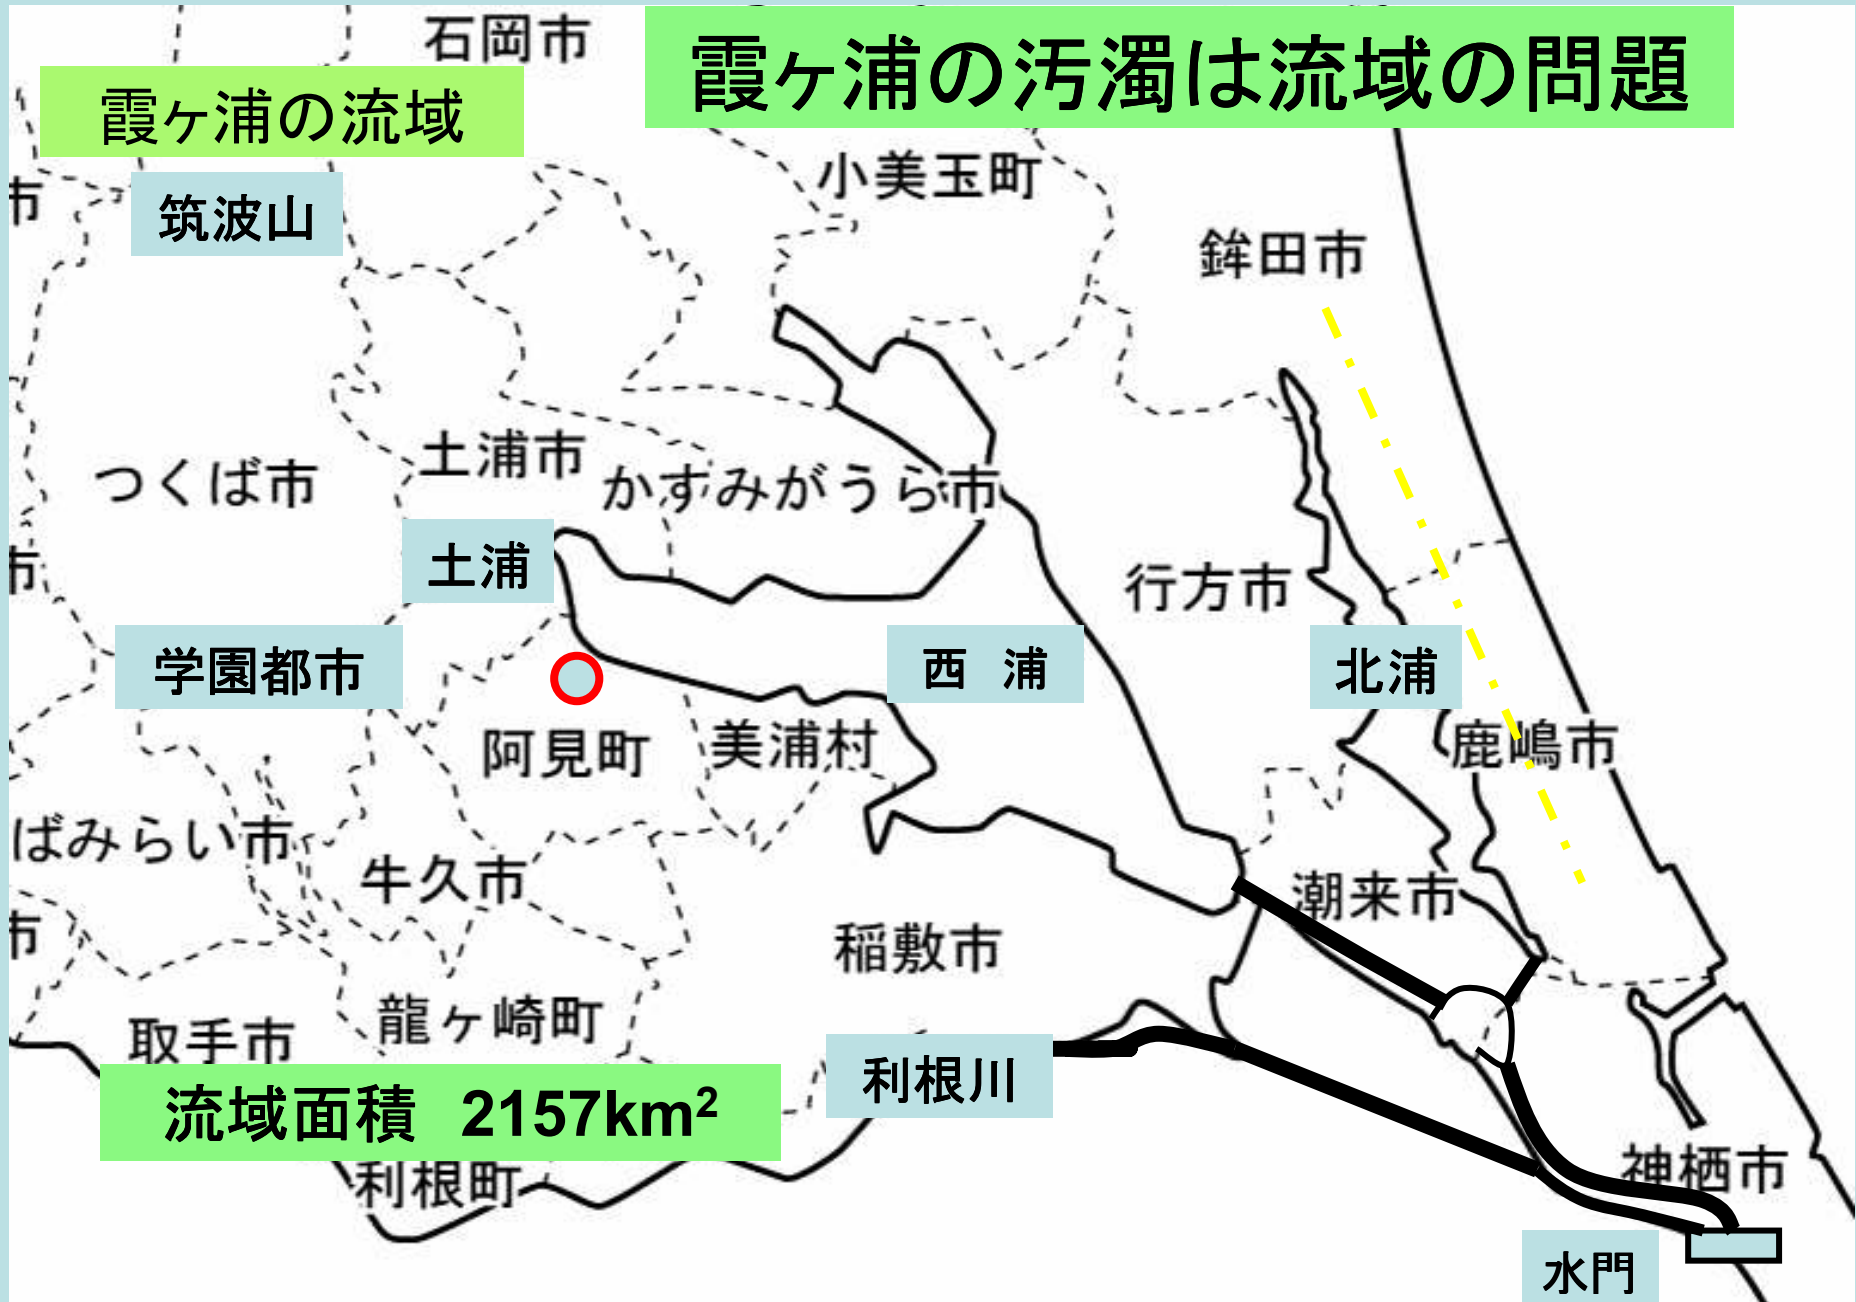 石岡市
霞ヶ浦の汚濁は流域の問題
霞ヶ浦の流域
小美玉町
市
筑波山
鉾田市
つくば市
土浦市
かすみがうら市
土浦
市
行方市
学園都市
西 浦
北浦
阿見町
美浦村
鹿嶋市
ばみらい市
牛久市
潮来市
市
稲敷市
取手市
龍ヶ崎町
利根川
流域面積 2157km²
利根町
神栖市
水門